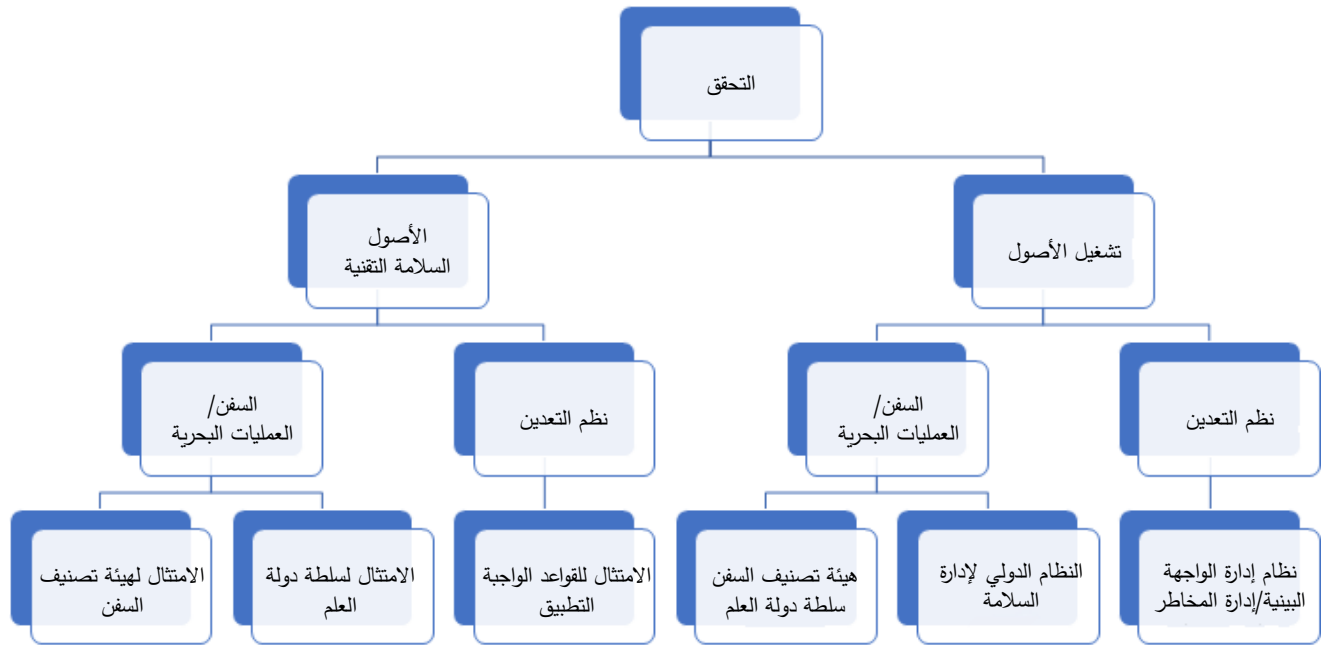 التحقق
تشغيل الأصول
الأصول
السلامة التقنية
نظم التعدين
السفن/
العمليات البحرية
نظم التعدين
السفن/
العمليات البحرية
نظام إدارة الواجهة
البينية/إدارة المخاطر
النظام الدولي لإدارة
السلامة
هيئة تصنيف السفن
سلطة دولة العلم
الامتثال للقواعد الواجبة
التطبيق
الامتثال لسلطة دولة
العلم
الامتثال لهيئة تصنيف
السفن